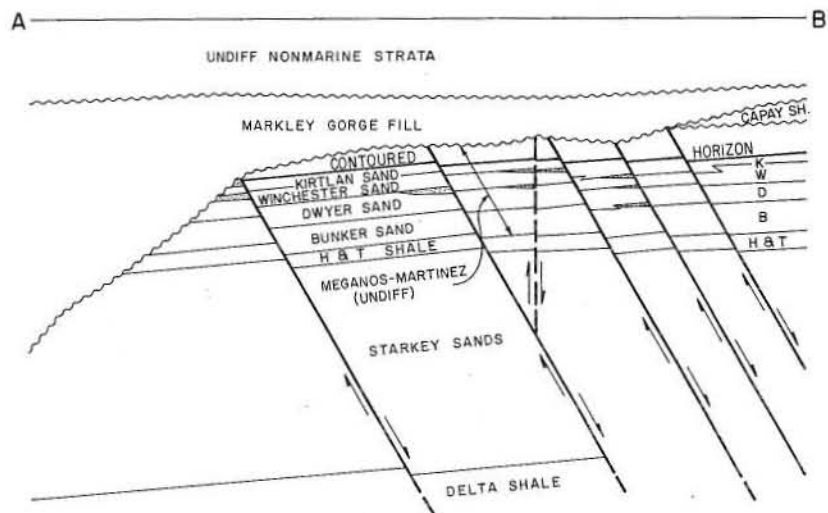 A
B
UNDIFF NONMARINE STRATA
MARKLEY GORGE FILL
CAPAY SH.
CONTOURED
HORIZON
KIRTLAN SAND
K
WINCHESTER SAND
W
DWYER SAND
D
BUNKER SAND
B
H & T SHALE
H & T
MEGANOS-MARTINEZ
(UNDIFF)
STARKEY SANDS
DELTA SHALE